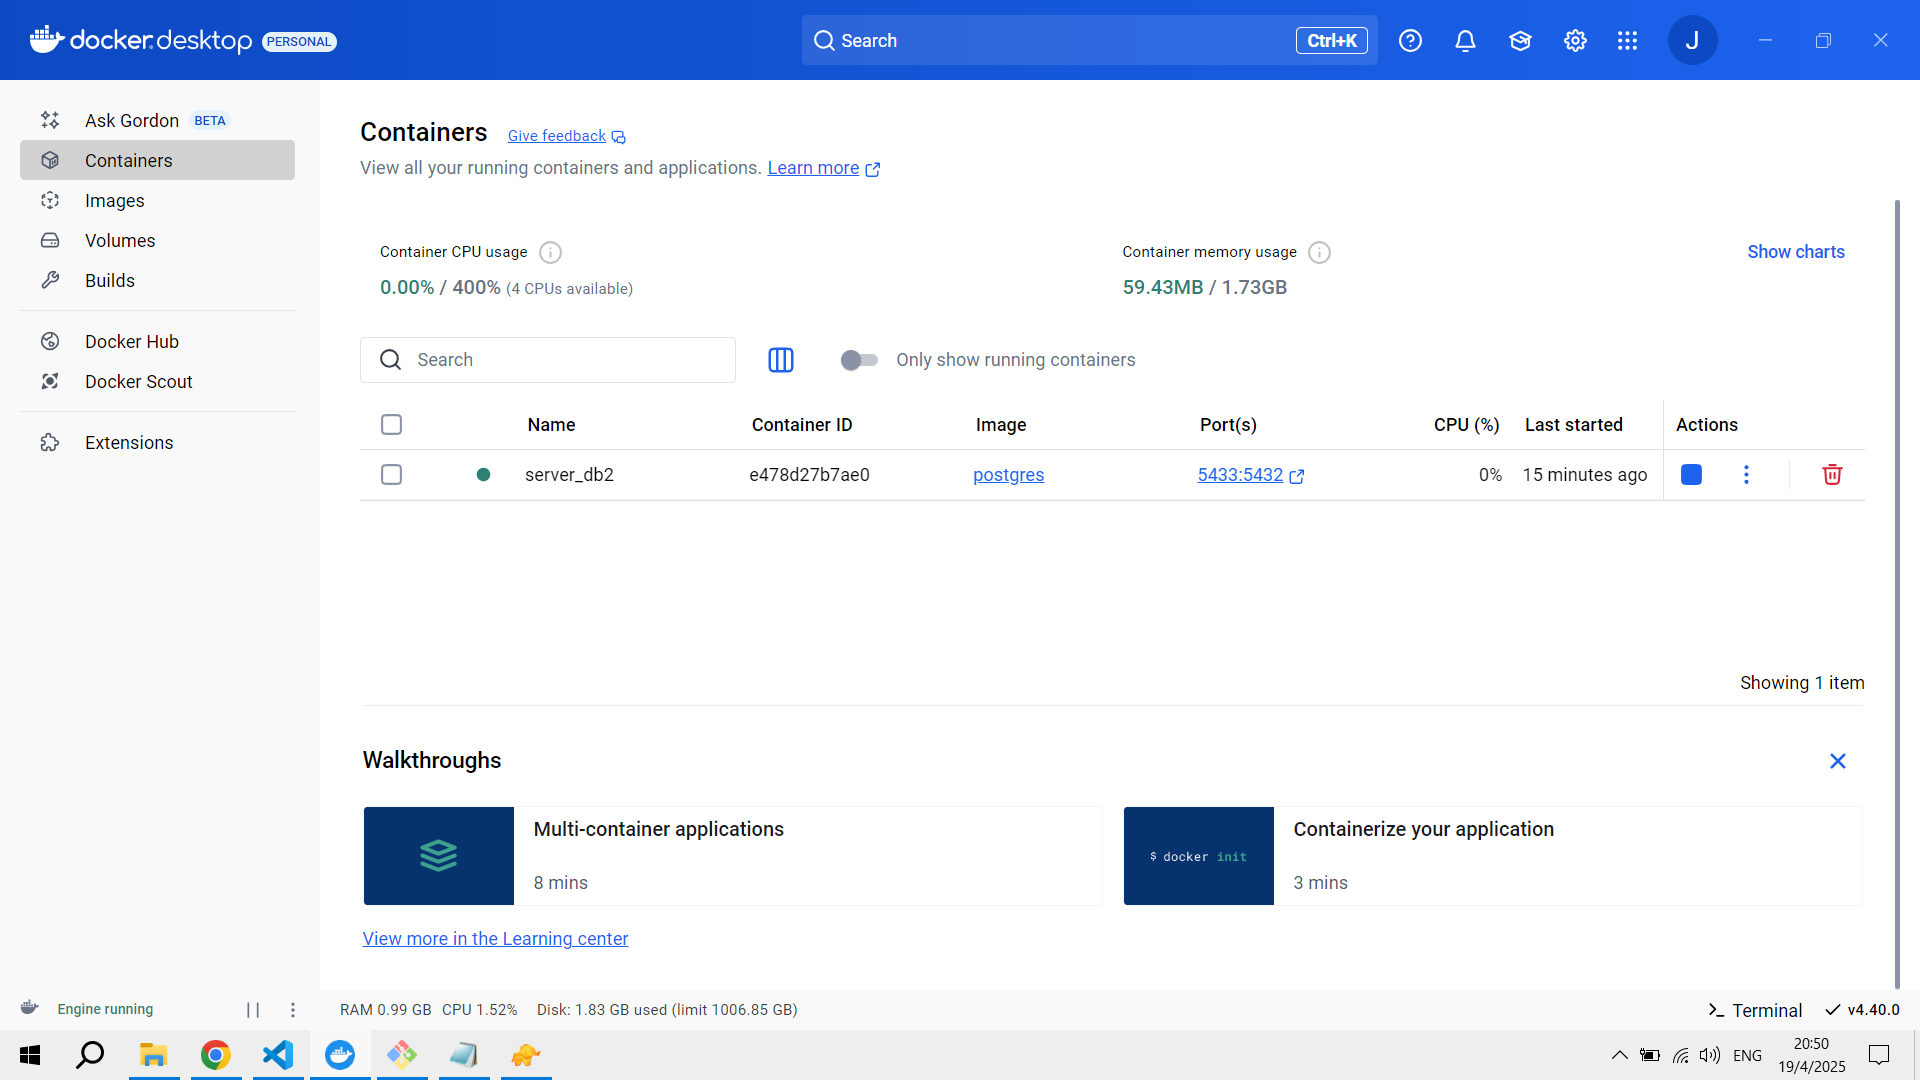 docker.desktop PERSONAL
Search Ctrl+K
J
Ask Gordon BETA
Containers
Images
Volumes
Builds
Docker Hub
Docker Scout
Extensions
Containers Give feedback
View all your running containers and applications. Learn more
Container CPU usage
0.00% / 400% (4 CPUs available)
Container memory usage
59.43MB / 1.73GB
Show charts
Search
Only show running containers
Name Container ID Image Port(s) CPU (%) Last started Actions
server_db2 e478d27b7ae0 postgres 5433:5432 0% 15 minutes ago
Showing 1 item
Walkthroughs
Multi-container applications
8 mins
$ docker init
Containerize your application
3 mins
View more in the Learning center
Engine running
RAM 0.99 GB CPU 1.52% Disk: 1.83 GB used (limit 1006.85 GB)
Terminal
v4.40.0
ENG
20:50
19/4/2025